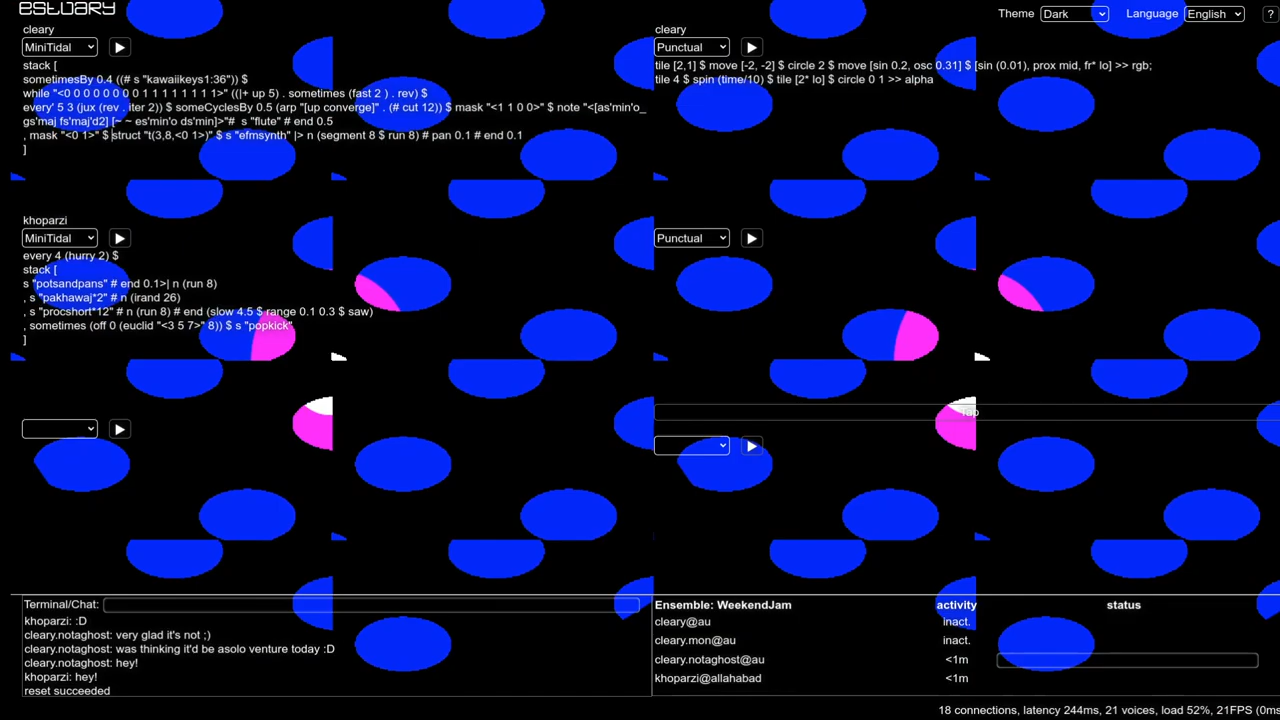 estuary
Theme Dark Language English ?
cleary
MiniTidal
stack [
sometimesBy 0.4 ((# s "kawaiikeys1:36")) $
while "<0 0 0 0 0 0 0 0 1 1 1 1 1 1 1 1>" ((|+ up 5) . sometimes (fast 2 ) . rev) $
every' 5 3 (jux (rev . iter 2)) $ someCyclesBy 0.5 (arp "[up converge]" . (# cut 12)) $ mask "<1 1 0 0>" $ note "<[as'min'o_
gs'maj fs'maj'd2] [~ ~ es'min'o ds'min]>"# s "flute" # end 0.5
, mask "<0 1>" $ struct "t(3,8,<0 1>)" $ s "efmsynth" |> n (segment 8 $ run 8) # pan 0.1 # end 0.1
]
cleary
Punctual
tile [2,1] $ move [-2, -2] $ circle 2 $ move [sin 0.2, osc 0.31] $ [sin (0.01), prox mid, fr* lo] >> rgb;
tile 4 $ spin (time/10) $ tile [2* lo] $ circle 0 1 >> alpha
khoparzi
MiniTidal
every 4 (hurry 2) $
stack [
s "potsandpans" # end 0.1>| n (run 8)
, s "pakhawaj*2" # n (irand 26)
, s "procshort*12" # n (run 8) # end (slow 4.5 $ range 0.1 0.3 $ saw)
, sometimes (off 0 (euclid "<3 5 7>" 8)) $ s "popkick"
]
Punctual
Tap
Terminal/Chat:
khoparzi: :D
cleary.notaghost: very glad it's not ;)
cleary.notaghost: was thinking it'd be asolo venture today :D
cleary.notaghost: hey!
khoparzi: hey!
reset succeeded
Ensemble: WeekendJam activity status
cleary@au inact.
cleary.mon@au inact.
cleary.notaghost@au <1m
khoparzi@allahabad <1m
18 connections, latency 244ms, 21 voices, load 52%, 21FPS (0ms